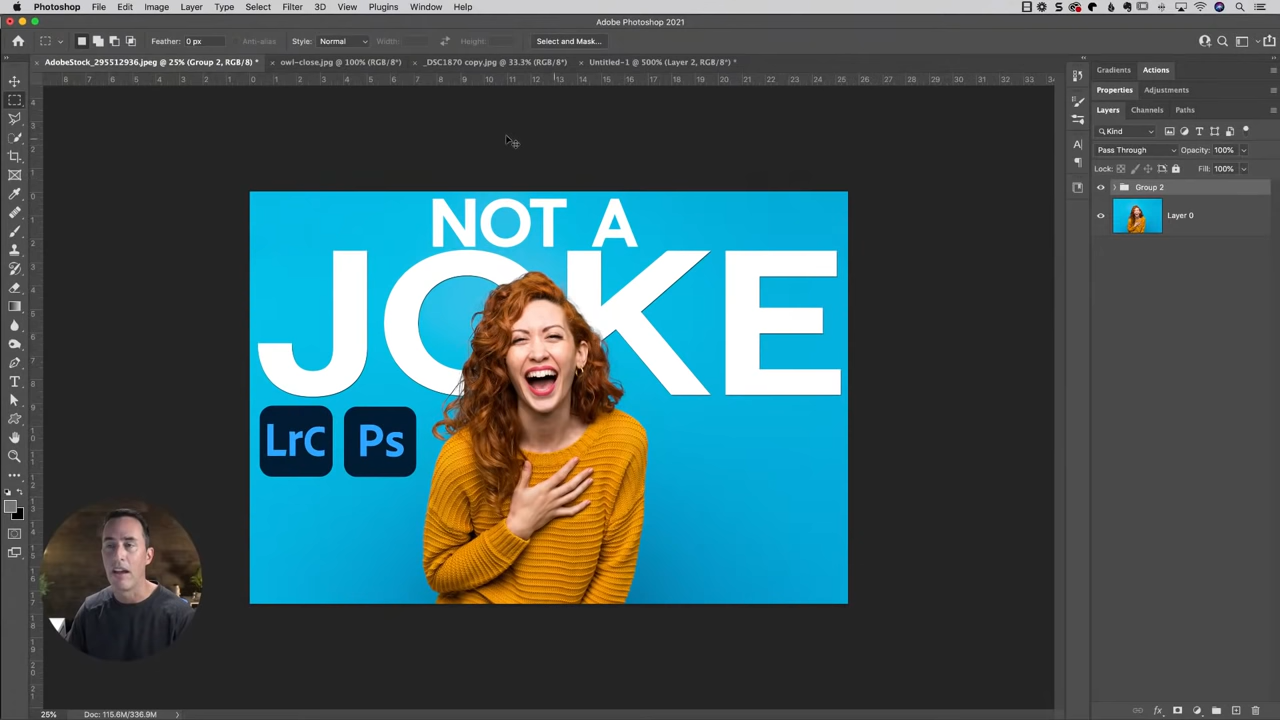 Photoshop File Edit Image Layer Type Select Filter 3D View Plugins Window Help
Adobe Photoshop 2021
Feather: 0 px Anti-alias Style: Normal Width: Height: Select and Mask...
AdobeStock_295512936.jpeg @ 25% (Group 2, RGB/8) * owl-close.jpg @ 100% (RGB/8*) _DSC1870 copy.jpg @ 33.3% (RGB/8*) Untitled-1 @ 500% (Layer 2, RGB/8*) *
Gradients Actions
Properties Adjustments
Layers Channels Paths
Kind
Pass Through Opacity: 100%
Lock: Fill: 100%
Group 2
Layer 0
NOT A
JOKE
LrC Ps
25% Doc: 115.6M/336.9M